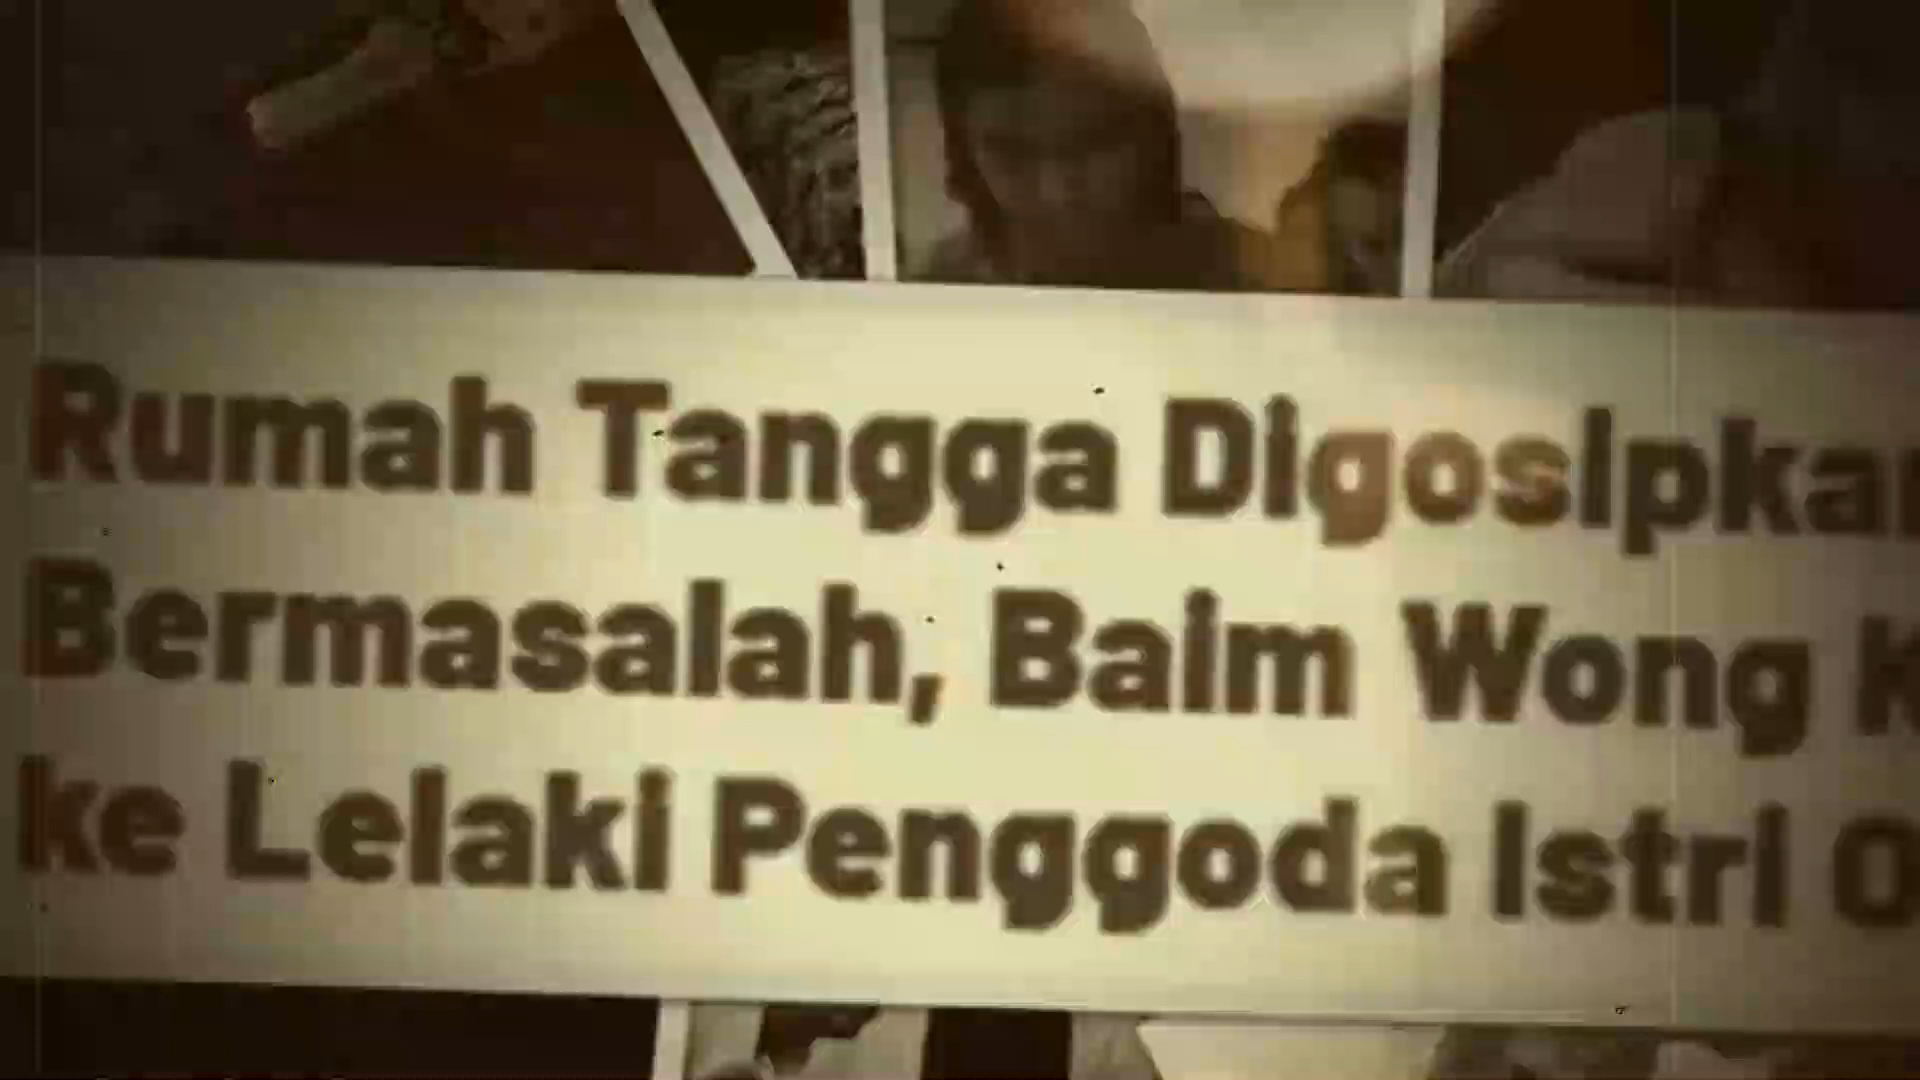 Rumah Tangga Digosipkan
Bermasalah, Baim Wong
ke Lelaki Penggoda Istri